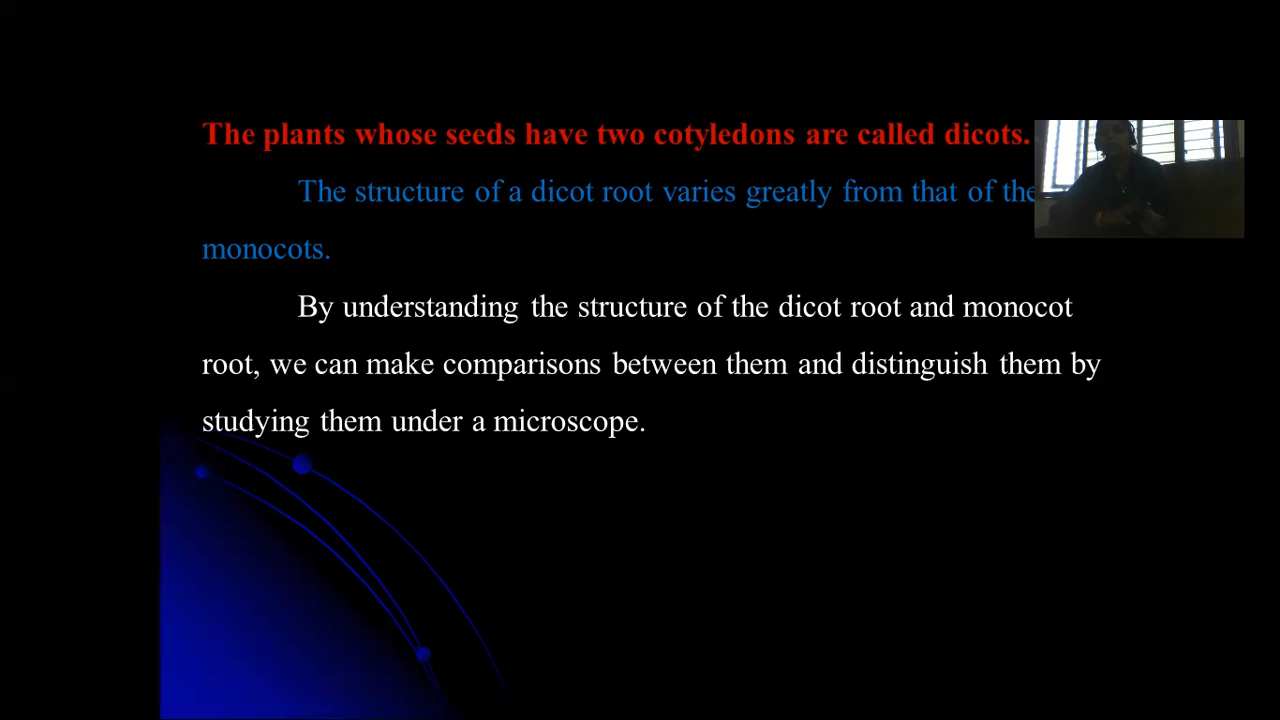 The plants whose seeds have two cotyledons are called dicots.
The structure of a dicot root varies greatly from that of the
monocots.
By understanding the structure of the dicot root and monocot
root, we can make comparisons between them and distinguish them by
studying them under a microscope.